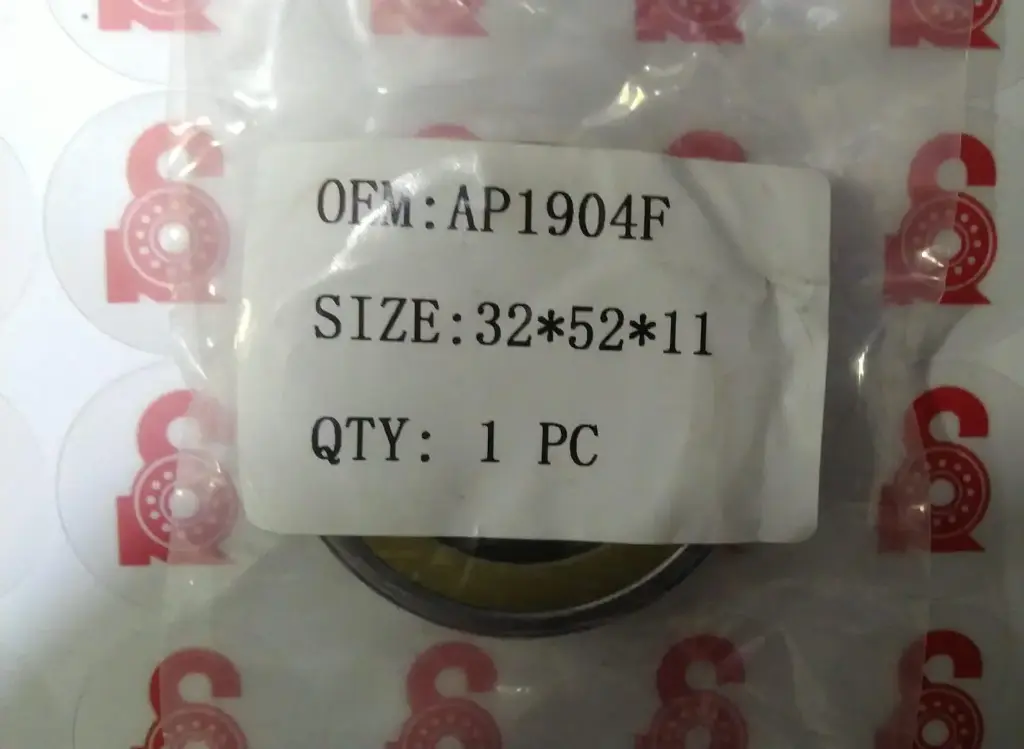 OEM:AP1904F
SIZE:32*52*11
QTY: 1 PC